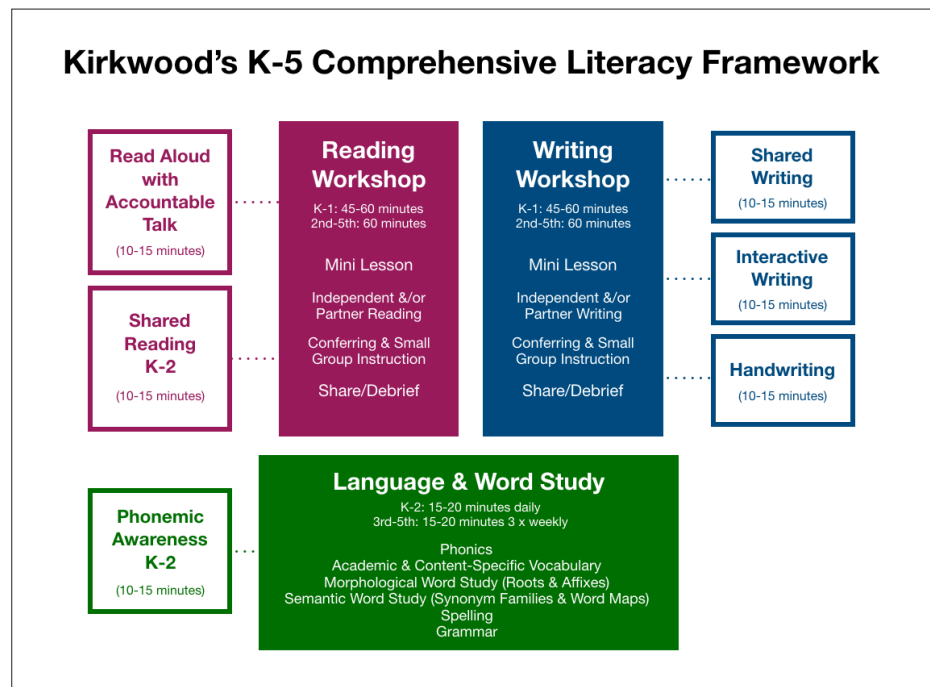 Kirkwood’s K-5 Comprehensive Literacy Framework
Read Aloud
with
Accountable
Talk
(10-15 minutes)
Shared
Reading
K-2
(10-15 minutes)
Reading
Workshop
K-1: 45-60 minutes
2nd-5th: 60 minutes
Mini Lesson
Independent &/or
Partner Reading
Conferring & Small
Group Instruction
Share/Debrief
Writing
Workshop
K-1: 45-60 minutes
2nd-5th: 60 minutes
Mini Lesson
Independent &/or
Partner Writing
Conferring & Small
Group Instruction
Share/Debrief
Shared
Writing
(10-15 minutes)
Interactive
Writing
(10-15 minutes)
Handwriting
(10-15 minutes)
Phonemic
Awareness
K-2
(10-15 minutes)
Language & Word Study
K-2: 15-20 minutes daily
3rd-5th: 15-20 minutes 3 x weekly
Phonics
Academic & Content-Specific Vocabulary
Morphological Word Study (Roots & Affixes)
Semantic Word Study (Synonym Families & Word Maps)
Spelling
Grammar